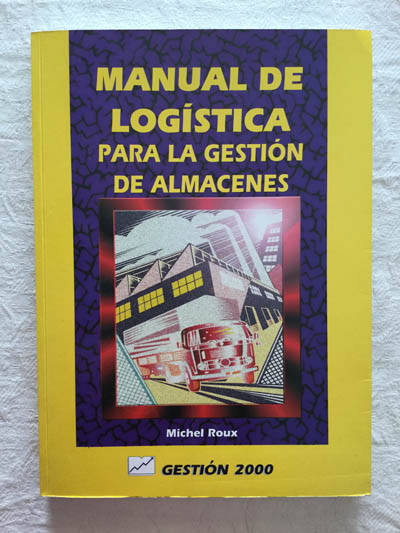 MANUAL DE
LOGÍSTICA
PARA LA GESTIÓN
DE ALMACENES
Michel Roux
GESTIÓN 2000